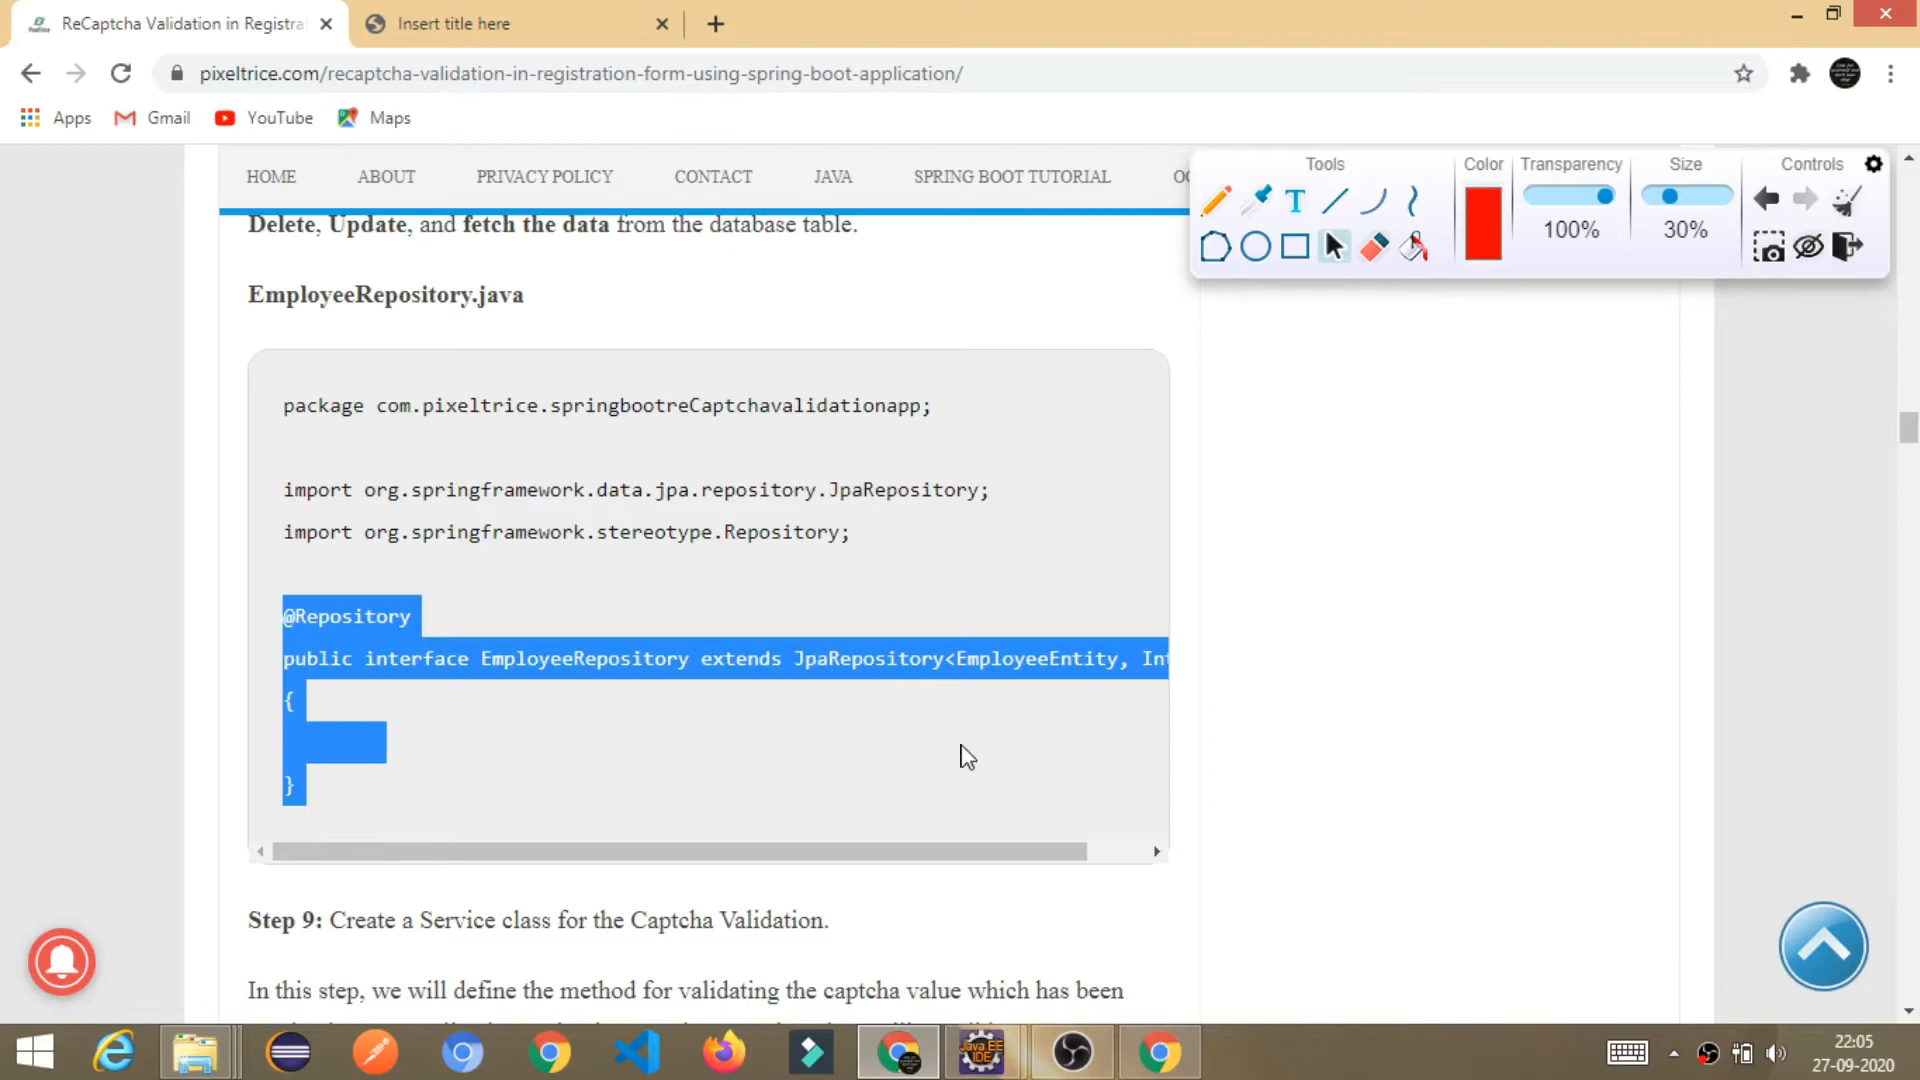 ReCaptcha Validation in Registra
Insert title here
pixeltrice.com/recaptcha-validation-in-registration-form-using-spring-boot-application/
Apps
Gmail
YouTube
Maps
HOME
ABOUT
PRIVACY POLICY
CONTACT
JAVA
SPRING BOOT TUTORIAL
Tools
Color
Transparency
Size
Controls
100%
30%
Delete, Update, and fetch the data from the database table.
EmployeeRepository.java
package com.pixeltrice.springbootreCaptchavalidationapp;
import org.springframework.data.jpa.repository.JpaRepository;
import org.springframework.stereotype.Repository;
@Repository
public interface EmployeeRepository extends JpaRepository<EmployeeEntity, Int
{
}
Step 9: Create a Service class for the Captcha Validation.
In this step, we will define the method for validating the captcha value which has been
Java EE
IDE
22:05
27-09-2020